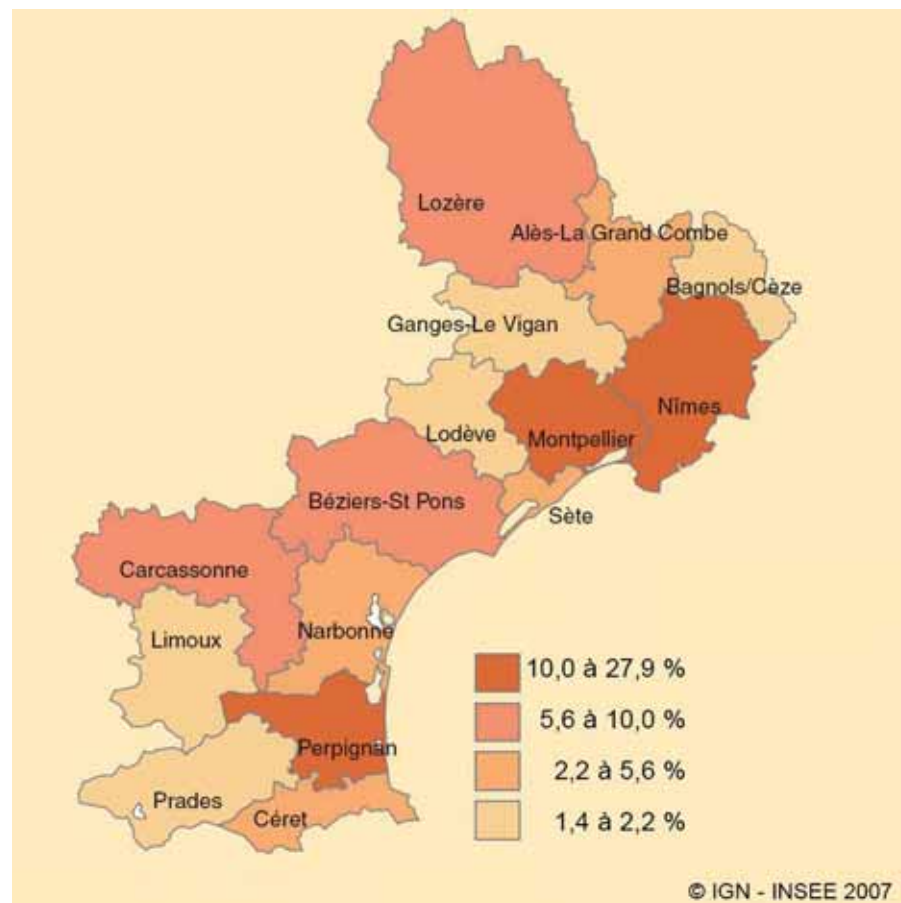 Lozère
Alès-La Grand Combe
Bagnols/Cèze
Ganges-Le Vigan
Nîmes
Lodève
Montpellier
Béziers-St Pons
Sète
Carcassonne
Narbonne
Limoux
10,0 à 27,9 %
5,6 à 10,0 %
Perpignan
2,2 à 5,6 %
Prades
Céret
1,4 à 2,2 %
© IGN - INSEE 2007